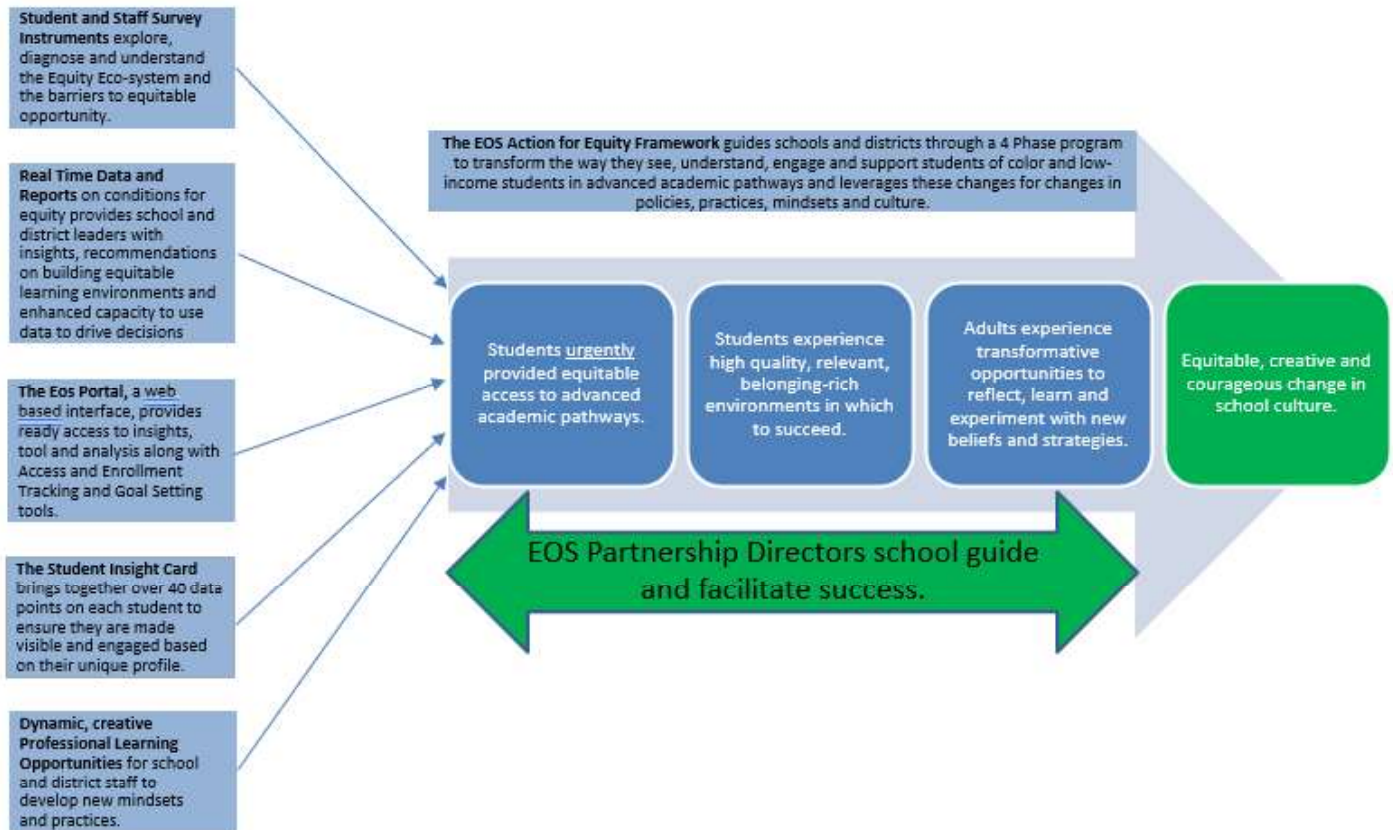 Student and Staff Survey
Instruments explore,
diagnose and understand
the Equity Eco-system and
the barriers to equitable
opportunity.
Real Time Data and
Reports on conditions for
equity provides school and
district leaders with
insights, recommendations
on building equitable
learning environments and
enhanced capacity to use
data to drive decisions
The Eos Portal, a web
based interface, provides
ready access to insights,
tool and analysis along with
Access and Enrollment
Tracking and Goal Setting
tools.
The Student Insight Card
brings together over 40 data
points on each student to
ensure they are made
visible and engaged based
on their unique profile.
Dynamic, creative
Professional Learning
Opportunities for school
and district staff to
develop new mindsets
and practices.
The EOS Action for Equity Framework guides schools and districts through a 4 Phase program
to transform the way they see, understand, engage and support students of color and low-
income students in advanced academic pathways and leverages these changes for changes in
policies, practices, mindsets and culture.
Students urgently
provided equitable
access to advanced
academic pathways.
Students experience
high quality, relevant,
belonging-rich
environments in which
to succeed.
Adults experience
transformative
opportunities to
reflect, learn and
experiment with new
beliefs and strategies.
Equitable, creative and
courageous change in
school culture.
EOS Partnership Directors school guide
and facilitate success.